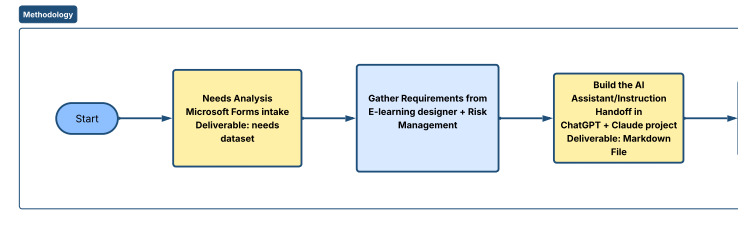 Methodology
Start
Needs Analysis
Microsoft Forms intake
Deliverable: needs
dataset
Gather Requirements from
E-learning designer + Risk
Management
Build the AI
Assistant/Instruction
Handoff in
ChatGPT + Claude project
Deliverable: Markdown
File